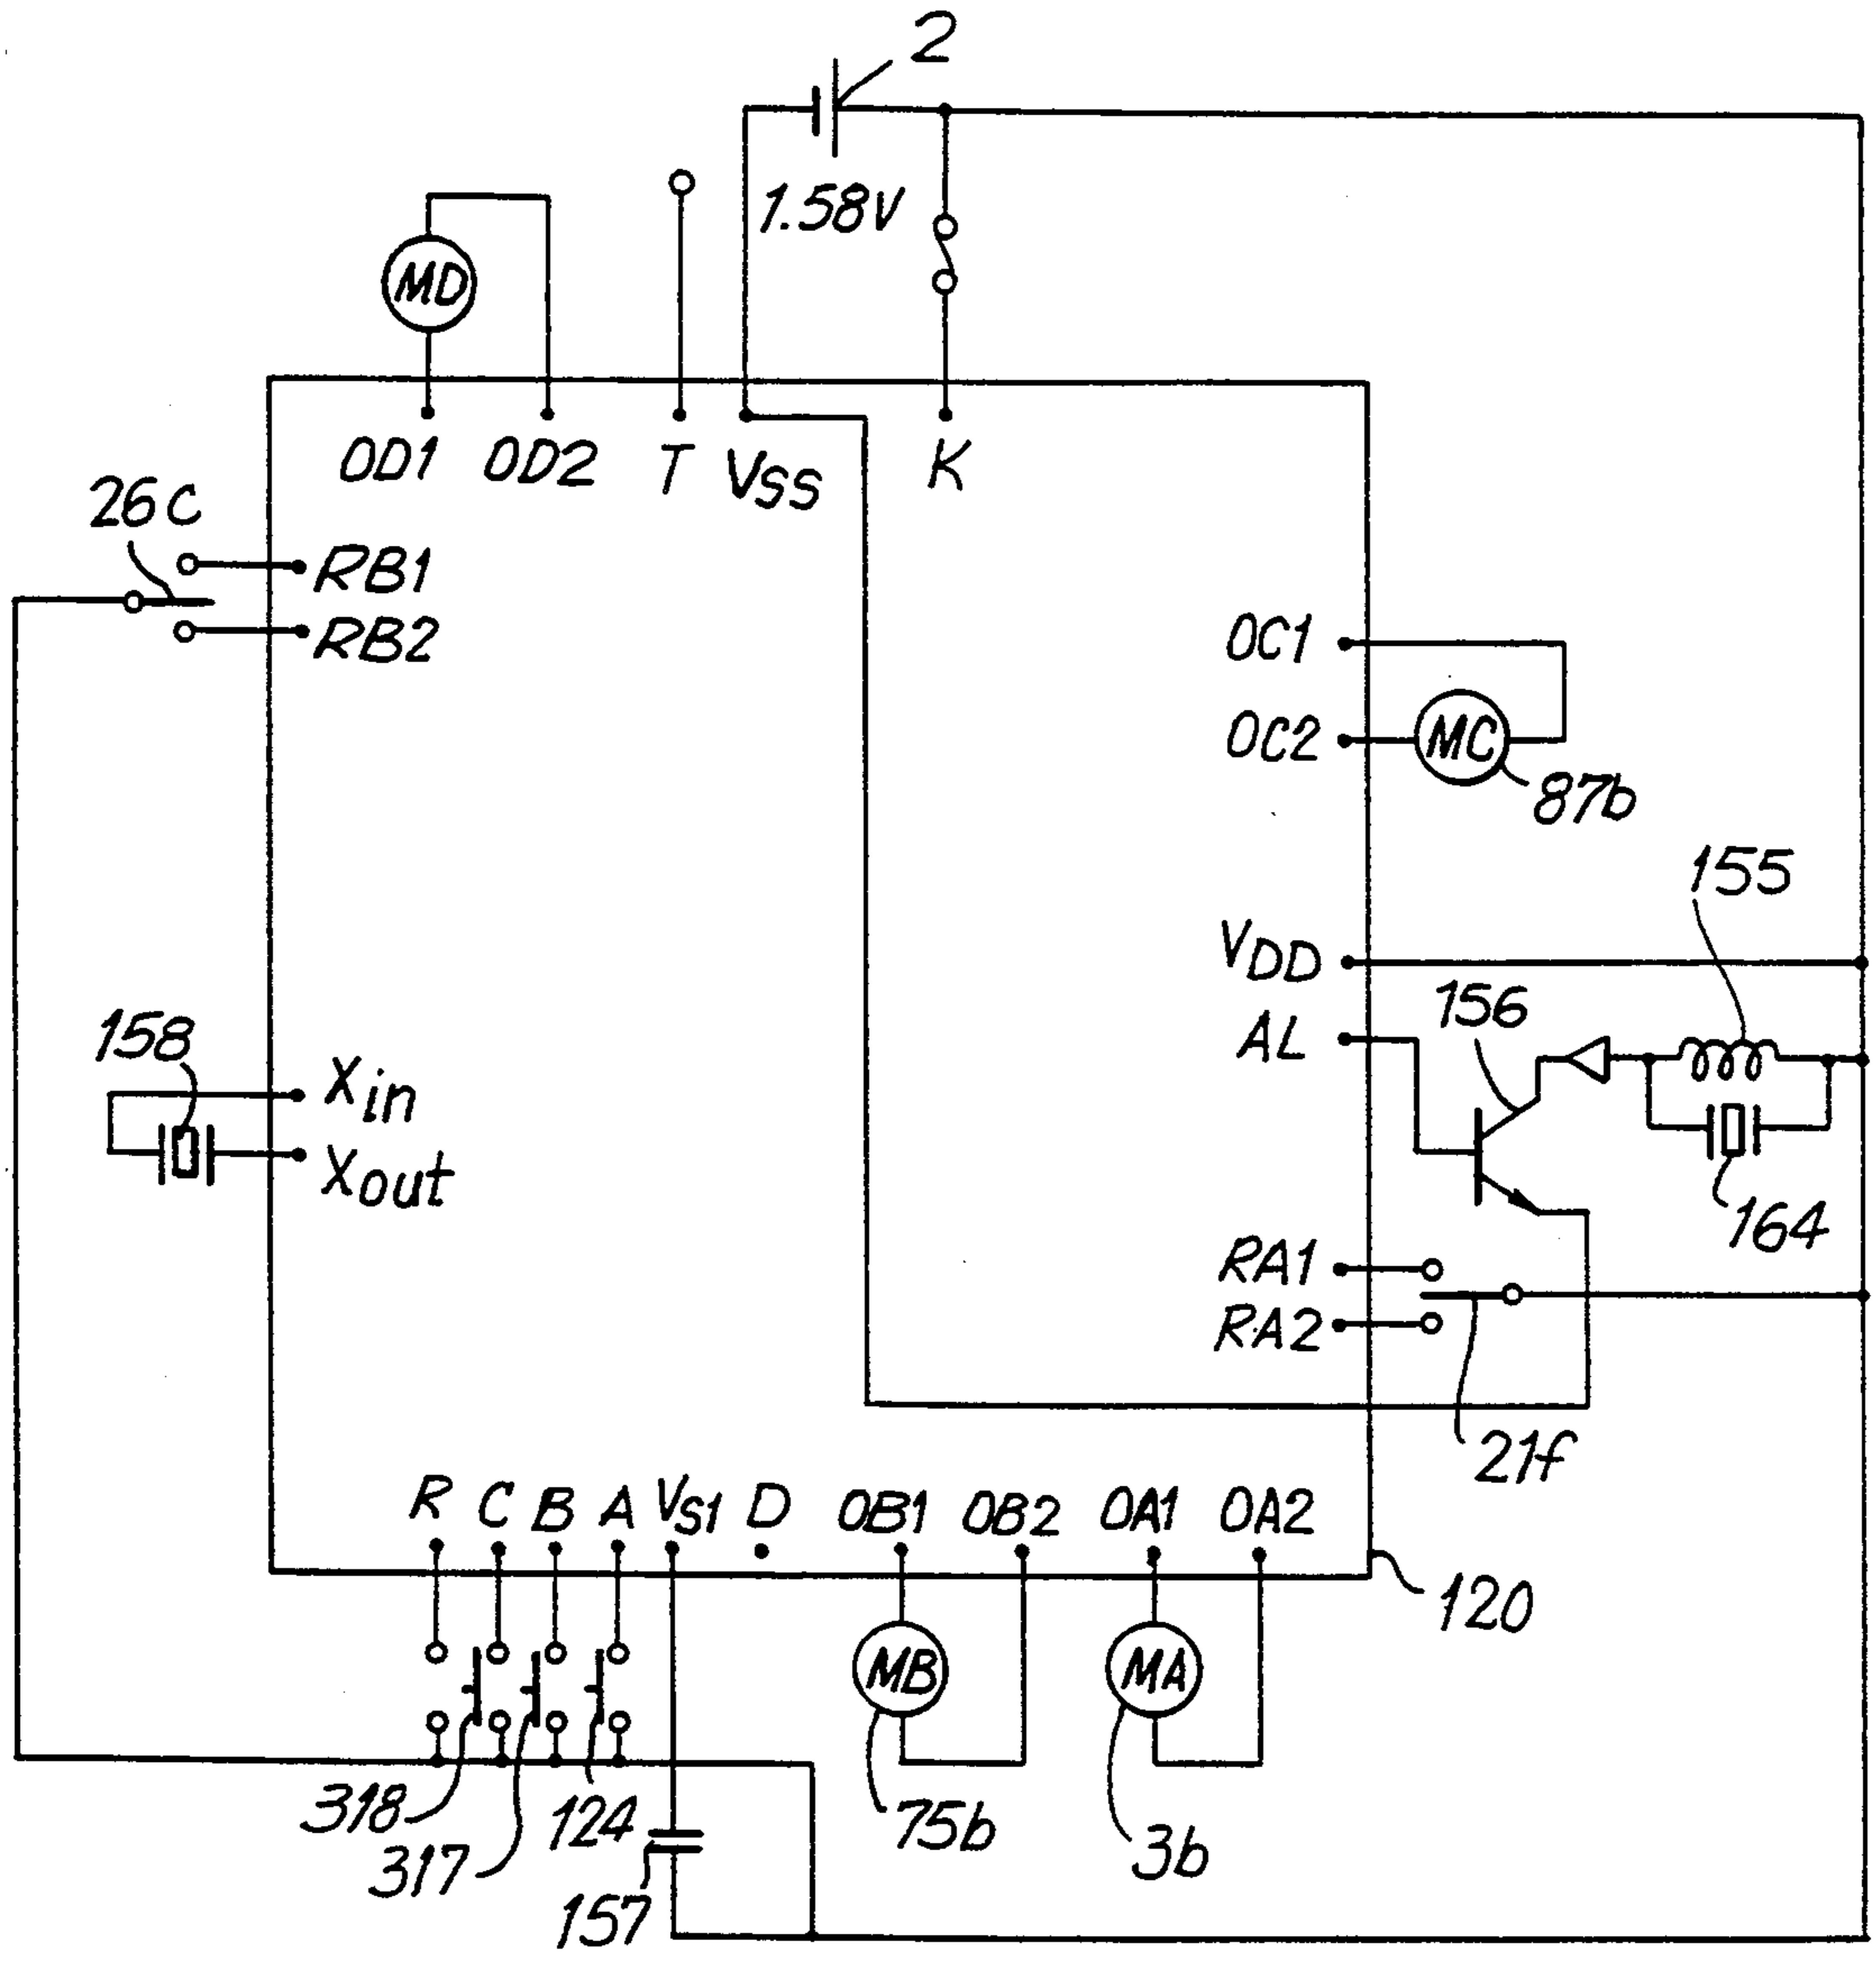 2
1.58V
MD
OD1 OD2 T VSS K
26C
RB1
RB2
OC1
OC2
MC
87b
155
VDD
156
AL
158
Xin
Xout
164
RA1
RA2
21f
R C B A VS1 D OB1 OB2 OA1 OA2
120
MB MA
318
317
124
157
75b
3b